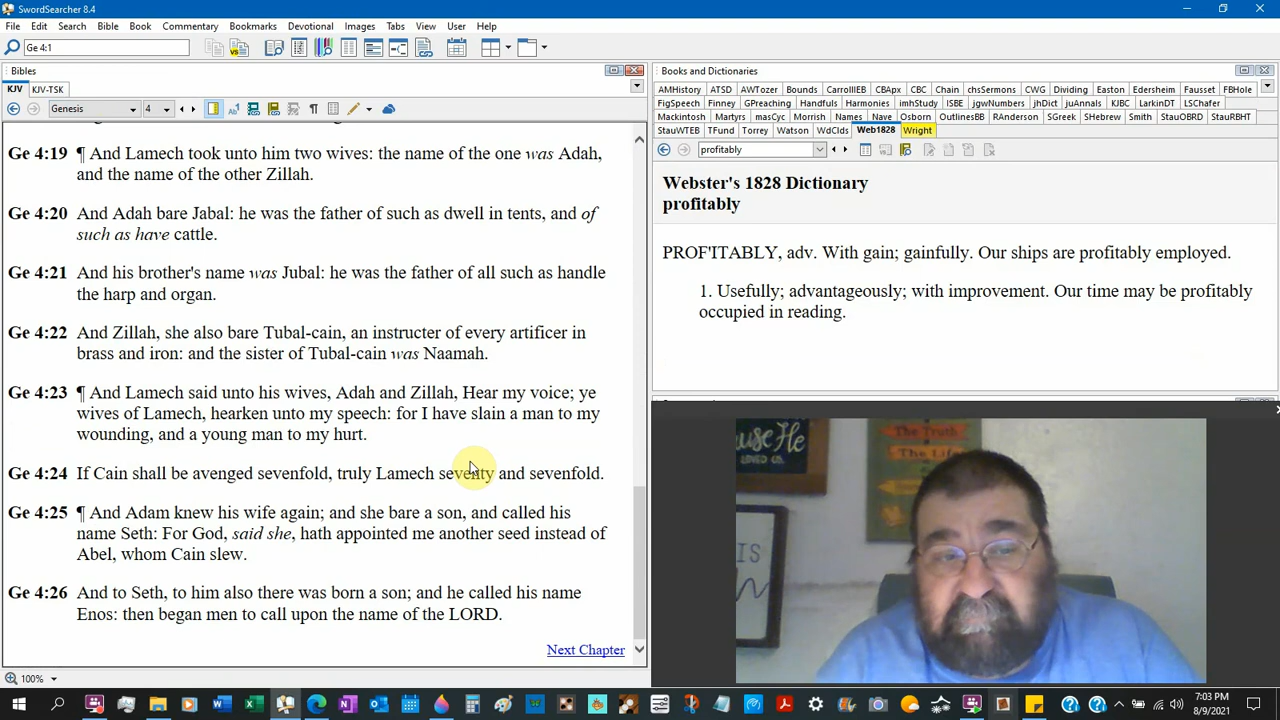 SwordSearcher 8.4
File Edit Search Bible Book Commentary Bookmarks Devotional Images Tabs View User Help
Ge 4:1
Bibles
KJV KJV-TSK
Genesis 4
Ge 4:19 ¶ And Lamech took unto him two wives: the name of the one was Adah,
and the name of the other Zillah.
Ge 4:20 And Adah bare Jabal: he was the father of such as dwell in tents, and of
such as have cattle.
Ge 4:21 And his brother's name was Jubal: he was the father of all such as handle
the harp and organ.
Ge 4:22 And Zillah, she also bare Tubal-cain, an instructor of every artificer in
brass and iron: and the sister of Tubal-cain was Naamah.
Ge 4:23 ¶ And Lamech said unto his wives, Adah and Zillah, Hear my voice; ye
wives of Lamech, hearken unto my speech: for I have slain a man to my
wounding, and a young man to my hurt.
Ge 4:24 If Cain shall be avenged sevenfold, truly Lamech seventy and sevenfold.
Ge 4:25 ¶ And Adam knew his wife again; and she bare a son, and called his
name Seth: For God, said she, hath appointed me another seed instead of
Abel, whom Cain slew.
Ge 4:26 And to Seth, to him also there was born a son; and he called his name
Enos: then began men to call upon the name of the LORD.
Next Chapter
100%
Books and Dictionaries
AMHistory ATSD AWTozer Bounds CarrollIEB CBApx CBC Chain chsSermons CWG Dividing Easton Edersheim Fausset FBHole
FigSpeech Finney GPreaching Handfuls Harmonies imhStudy ISBE jgwNumbers jhDict juAnnals KJBC LarkinDT LSChafer
Mackintosh Martyrs masCyc Morrish Names Nave Osborn OutlinesBB RAnderson SGreek SHebrew Smith StauOBRD StauRBHT
StauWTEB TFund Torrey Watson WdClds Web1828 Wright
profitably
Webster's 1828 Dictionary
profitably
PROF'ITABLY, adv. With gain; gainfully. Our ships are profitably employed.
1. Usefully; advantageously; with improvement. Our time may be profitably
occupied in reading.
cause He
LOVED US.
The Truth
The Life
IS
7:03 PM
8/9/2021